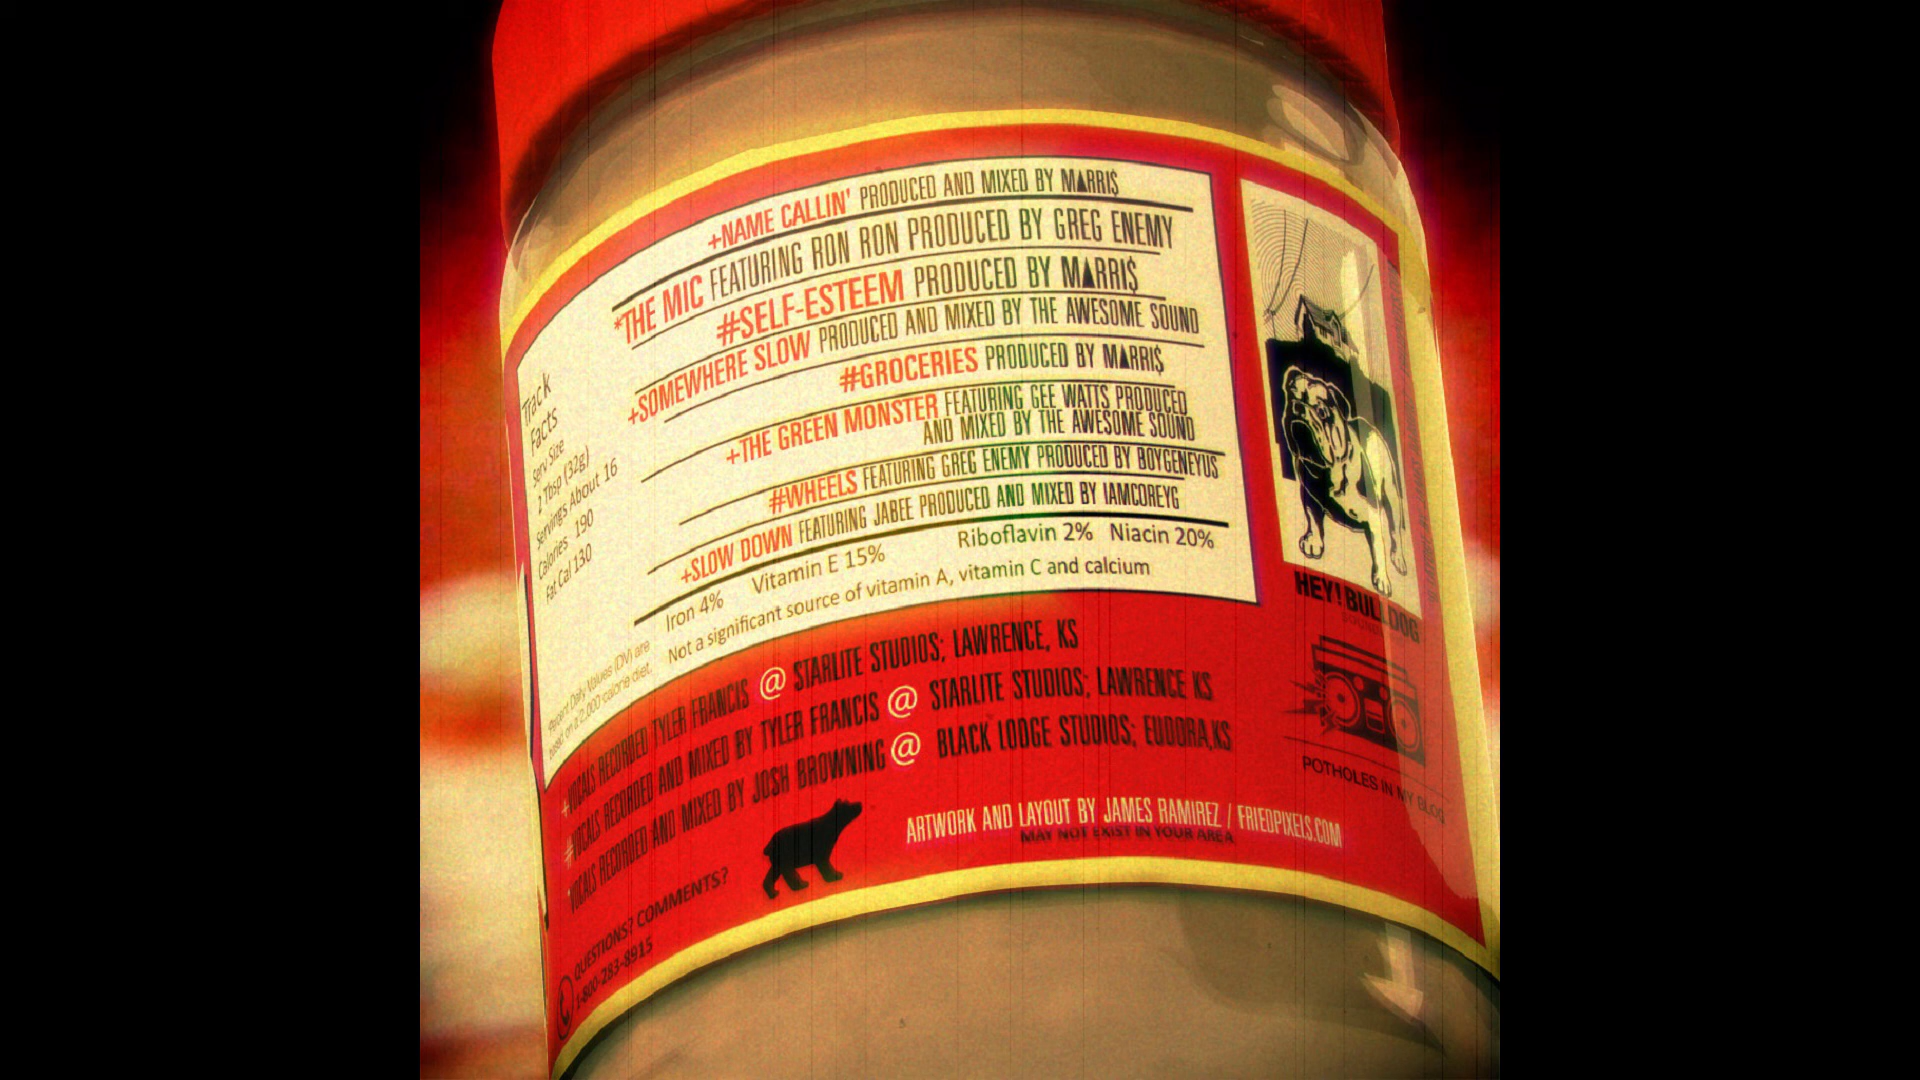 +NAME CALLIN' PRODUCED AND MIXED BY MARRI$
*THE MIC FEATURING RON RON PRODUCED BY GREG ENEMY
#SELF-ESTEEM PRODUCED BY MARRI$
+SOMEWHERE SLOW PRODUCED AND MIXED BY THE AWESOME SOUND
#GROCERIES PRODUCED BY MARRI$
+THE GREEN MONSTER FEATURING GEE WATTS PRODUCED
AND MIXED BY THE AWESOME SOUND
#WHEELS FEATURING GREG ENEMY PRODUCED BY BOYGENEYUS
+SLOW DOWN FEATURING JABEE PRODUCED AND MIXED BY IAMCOREYG
Track
Facts
Serv Size
2 Tbsp (32g)
Servings About 16
Calories 190
Fat Cal 130
Percent Daily Values (DV) are
based on a 2,000 calorie diet.
Iron 4% Vitamin E 15% Riboflavin 2% Niacin 20%
Not a significant source of vitamin A, vitamin C and calcium
+VOCALS RECORDED TYLER FRANCIS @ STARLITE STUDIOS; LAWRENCE, KS
#VOCALS RECORDED AND MIXED BY TYLER FRANCIS @ STARLITE STUDIOS; LAWRENCE KS
*VOCALS RECORDED AND MIXED BY JOSH BROWNING @ BLACK LODGE STUDIOS; EUDORA,KS
ARTWORK AND LAYOUT BY JAMES RAMIREZ / FRIEDPIXELS.COM
MAY NOT EXIST IN YOUR AREA
QUESTIONS? COMMENTS?
1-800-283-8915
HEY! BULLDOG
SOUND
POTHOLES IN MY BLOG